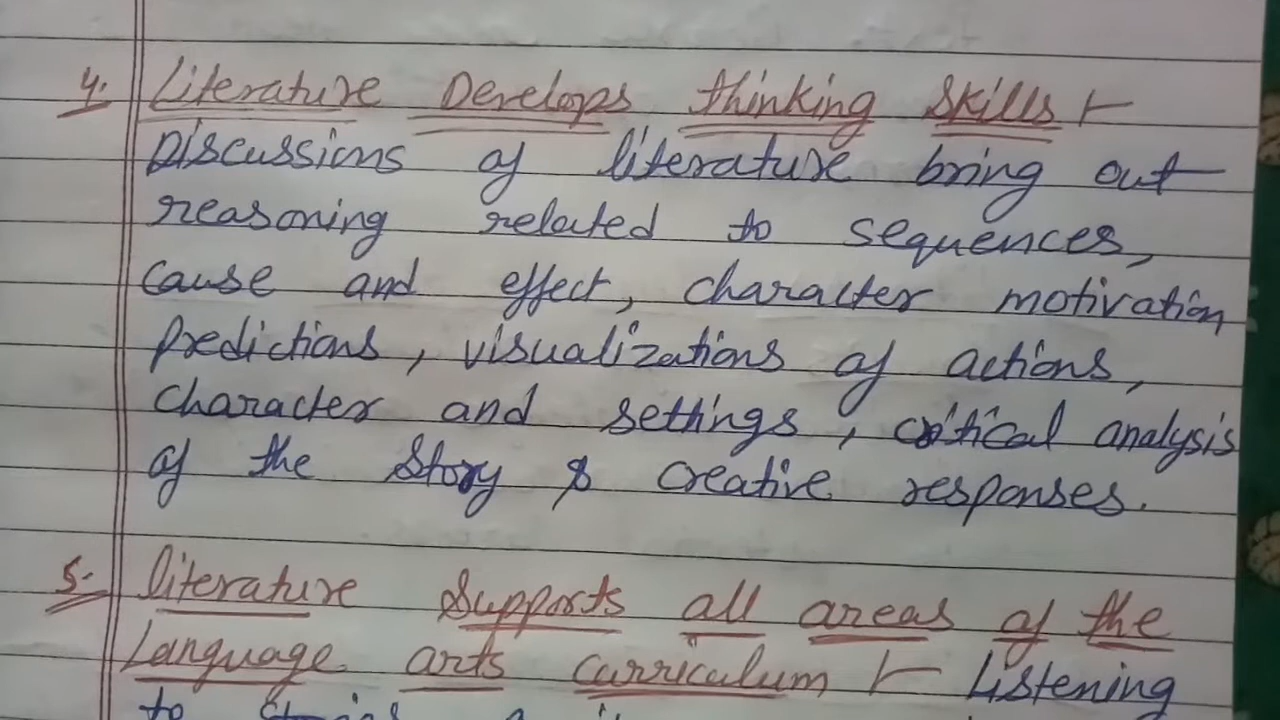 4. Literature Develops thinking Skills :-
Discussions of literature bring out
reasoning related to sequences,
cause and effect, character motivation
predictions, visualizations of actions,
character and settings, critical analysis
of the story & creative responses.
5. literature Supports all areas of the
Language arts curriculum :- Listening
to